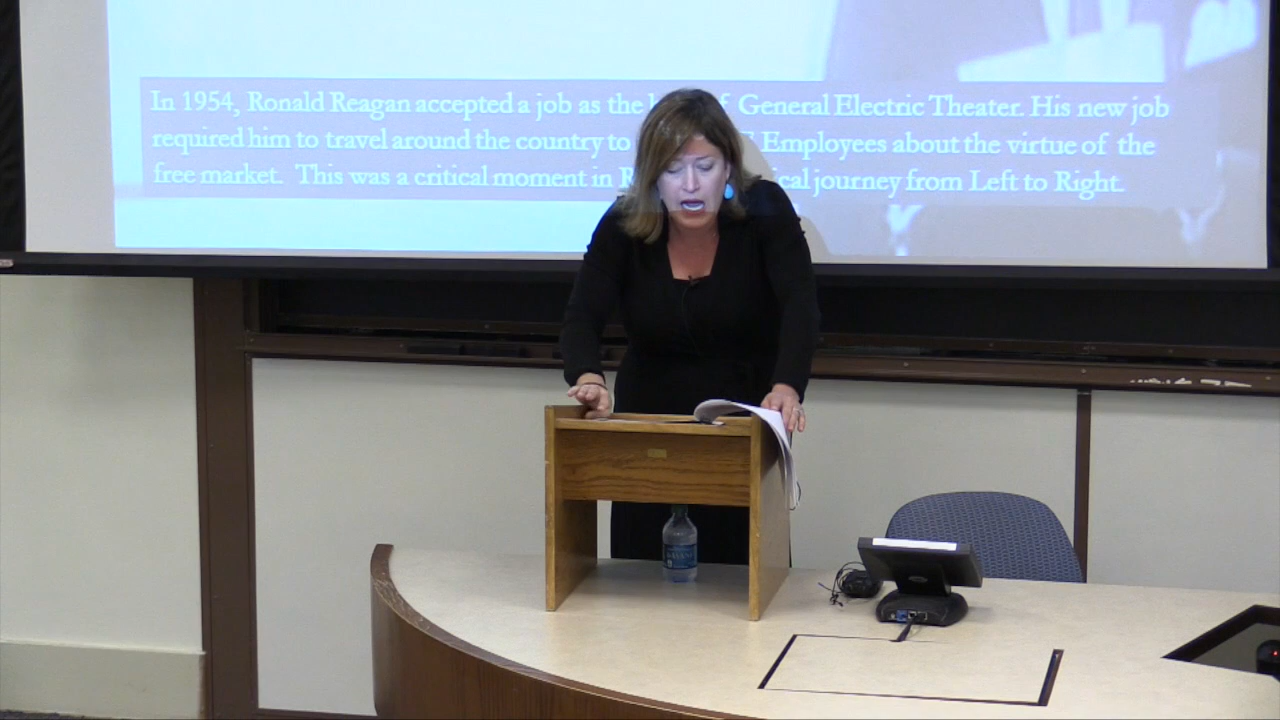 In 1954, Ronald Reagan accepted a job as the General Electric Theater. His new job
required him to travel around the country to Employees about the virtue of the
free market. This was a critical moment in journey from Left to Right.